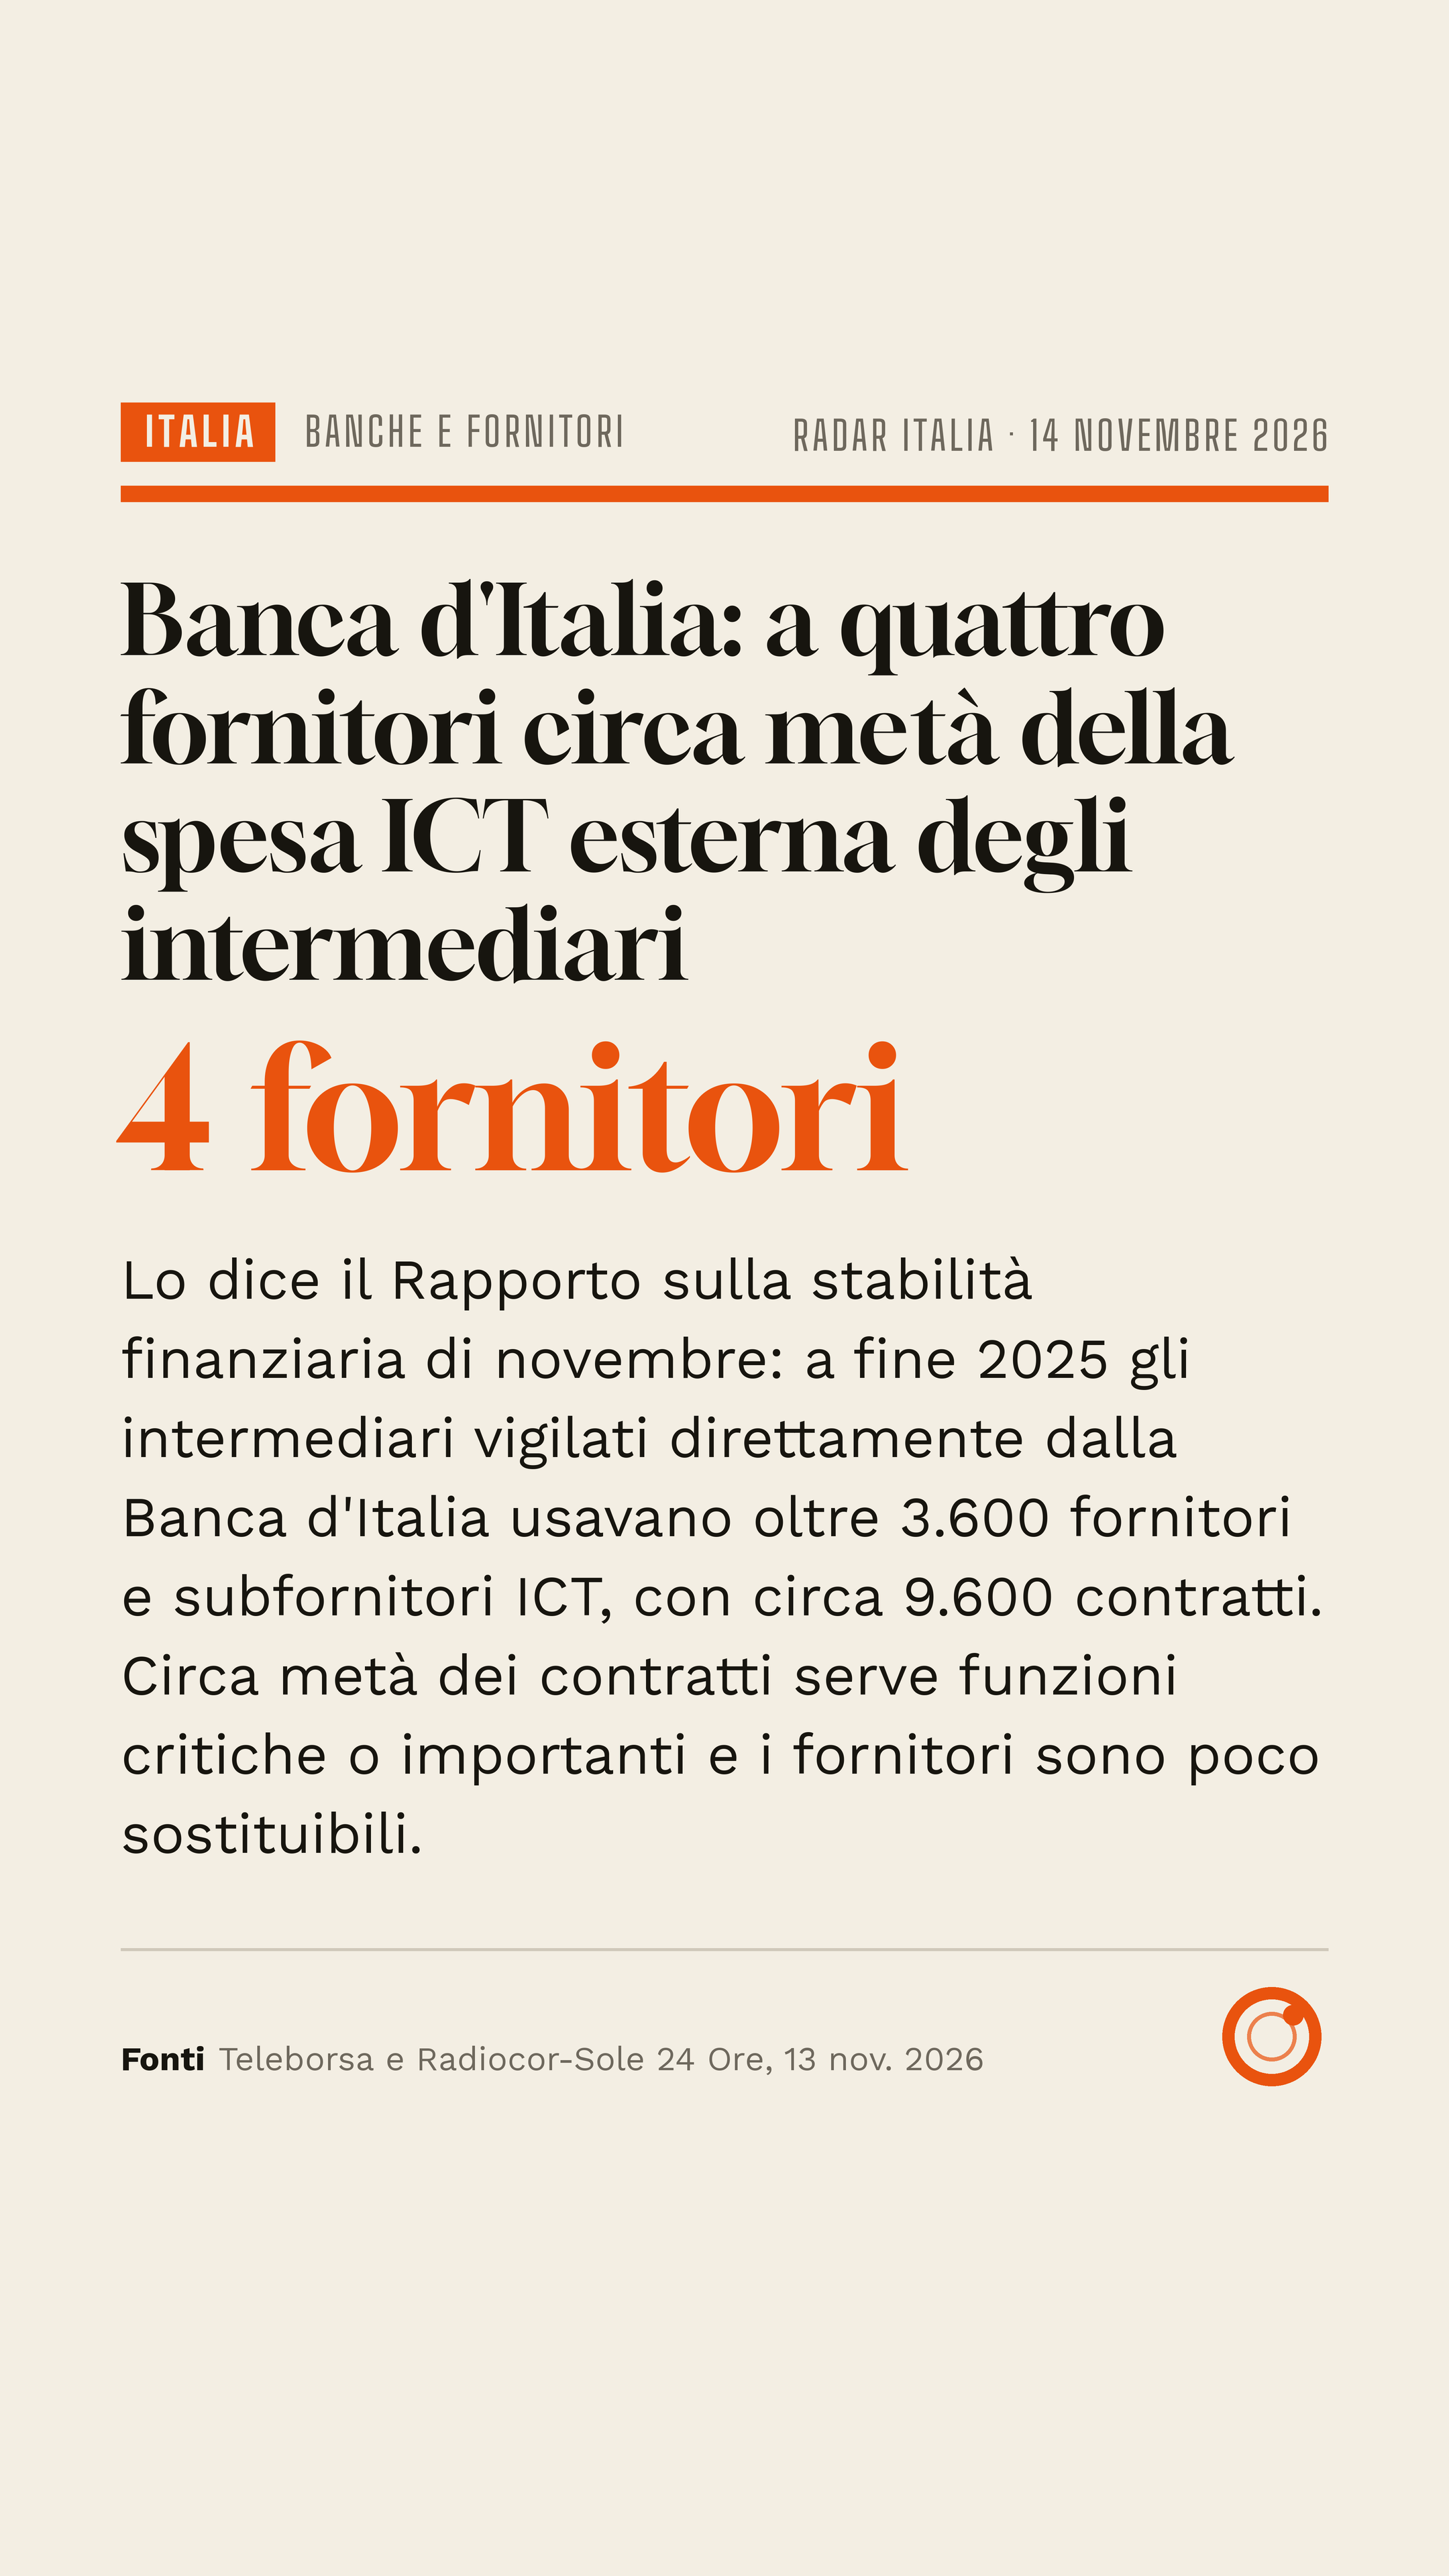 ITALIA BANCHE E FORNITORI RADAR ITALIA · 14 NOVEMBRE 2026
Banca d'Italia: a quattro
fornitori circa metà della
spesa ICT esterna degli
intermediari
4 fornitori
Lo dice il Rapporto sulla stabilità
finanziaria di novembre: a fine 2025 gli
intermediari vigilati direttamente dalla
Banca d'Italia usavano oltre 3.600 fornitori
e subfornitori ICT, con circa 9.600 contratti.
Circa metà dei contratti serve funzioni
critiche o importanti e i fornitori sono poco
sostituibili.
Fonti Teleborsa e Radiocor-Sole 24 Ore, 13 nov. 2026